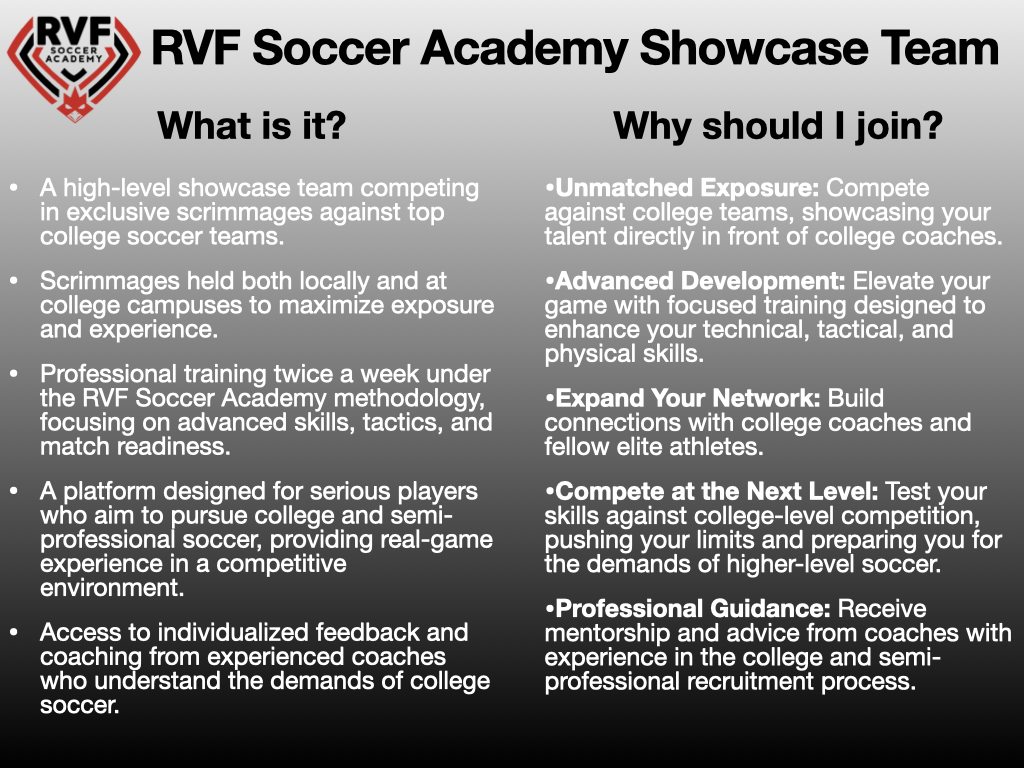 RVF
SOCCER
ACADEMY
RVF Soccer Academy Showcase Team
What is it?
• A high-level showcase team competing
in exclusive scrimmages against top
college soccer teams.
• Scrimmages held both locally and at
college campuses to maximize exposure
and experience.
• Professional training twice a week under
the RVF Soccer Academy methodology,
focusing on advanced skills, tactics, and
match readiness.
• A platform designed for serious players
who aim to pursue college and semi-
professional soccer, providing real-game
experience in a competitive
environment.
• Access to individualized feedback and
coaching from experienced coaches
who understand the demands of college
soccer.
Why should I join?
•Unmatched Exposure: Compete
against college teams, showcasing your
talent directly in front of college coaches.
•Advanced Development: Elevate your
game with focused training designed to
enhance your technical, tactical, and
physical skills.
•Expand Your Network: Build
connections with college coaches and
fellow elite athletes.
•Compete at the Next Level: Test your
skills against college-level competition,
pushing your limits and preparing you for
the demands of higher-level soccer.
•Professional Guidance: Receive
mentorship and advice from coaches with
experience in the college and semi-
professional recruitment process.